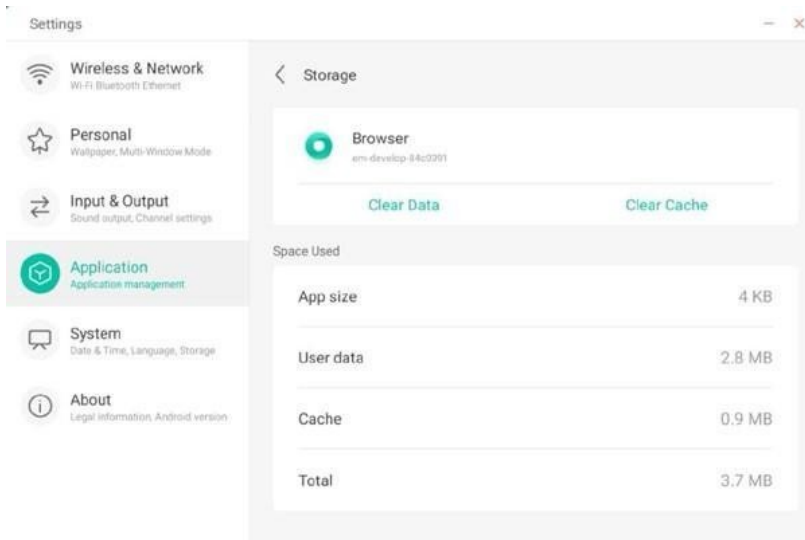 Settings
Wireless & Network
Wi-Fi Bluetooth Ethernet
Personal
Wallpaper, Multi-Window Mode
Input & Output
Sound output, Channel settings
Application
Application management
System
Date & Time, Language, Storage
About
Legal information, Android version
Storage
Browser
Clear Data
Clear Cache
Space Used
App size
4 KB
User data
2.8 MB
Cache
0.9 MB
Total
3.7 MB